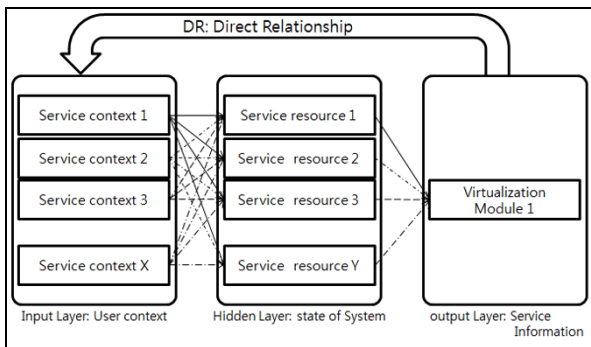 DR: Direct Relationship
Service context 1
Service context 2
Service context 3
Service context X
Input Layer: User context
Service resource 1
Service resource 2
Service resource 3
Service resource Y
Hidden Layer: state of System
Virtualization
Module 1
output Layer: Service
Information